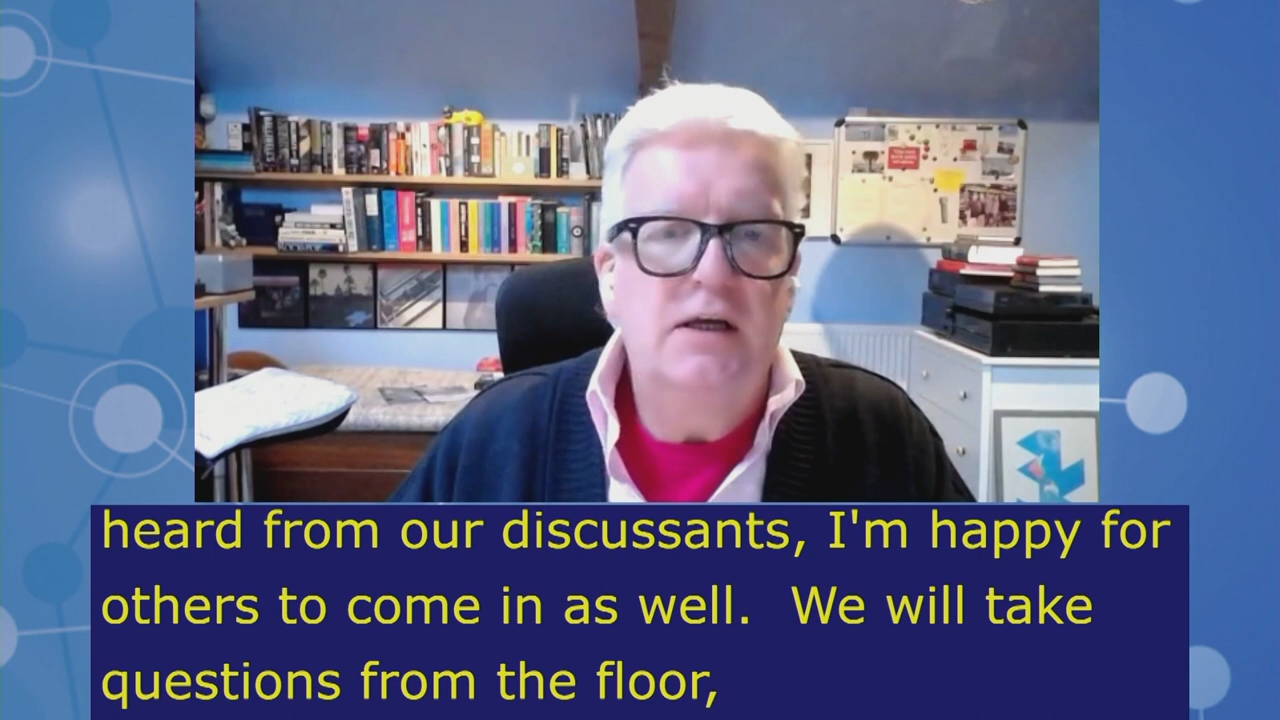 heard from our discussants, I'm happy for
others to come in as well.  We will take
questions from the floor,